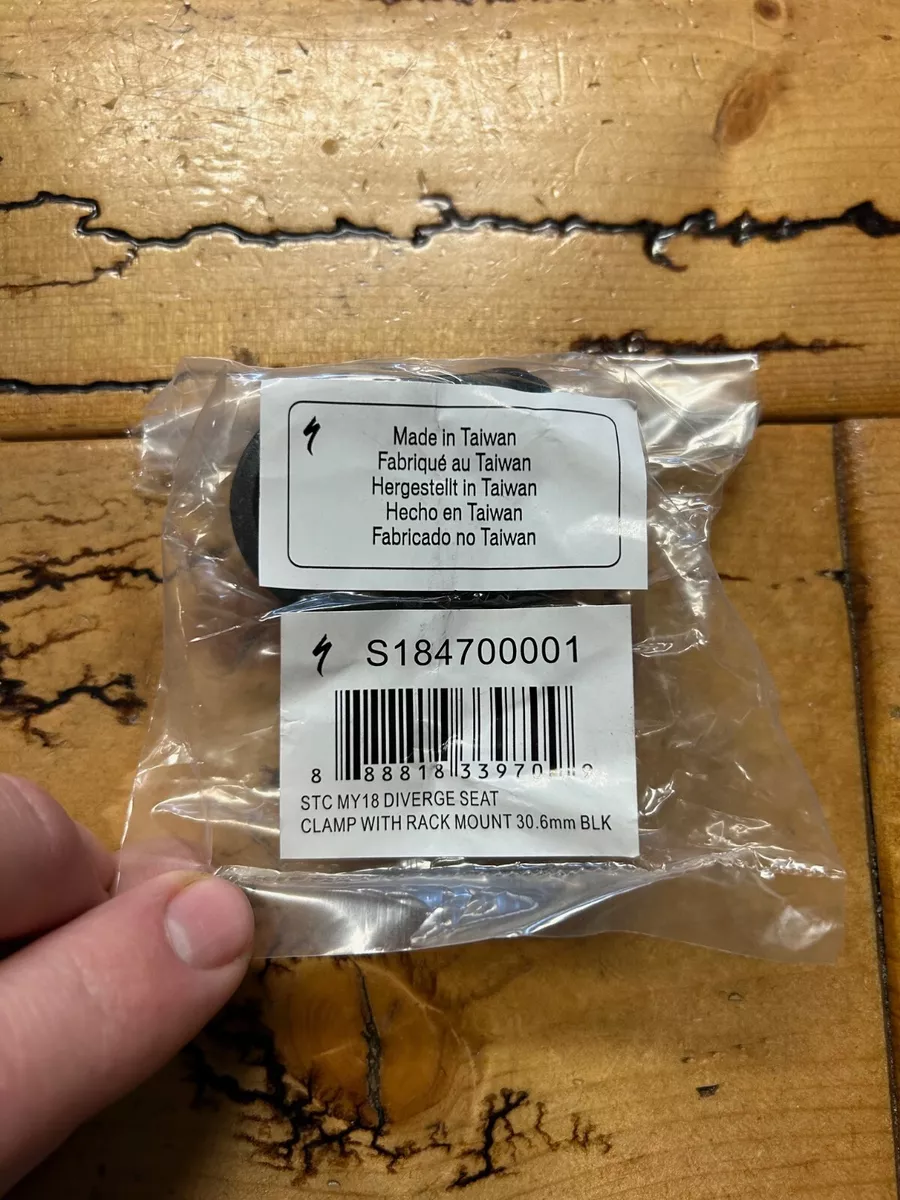 Made in Taiwan
Fabriqué au Taiwan
Hergestellt in Taiwan
Hecho en Taiwan
Fabricado no Taiwan
S184700001
8 88818 33970 9
STC MY18 DIVERGE SEAT
CLAMP WITH RACK MOUNT 30.6mm BLK